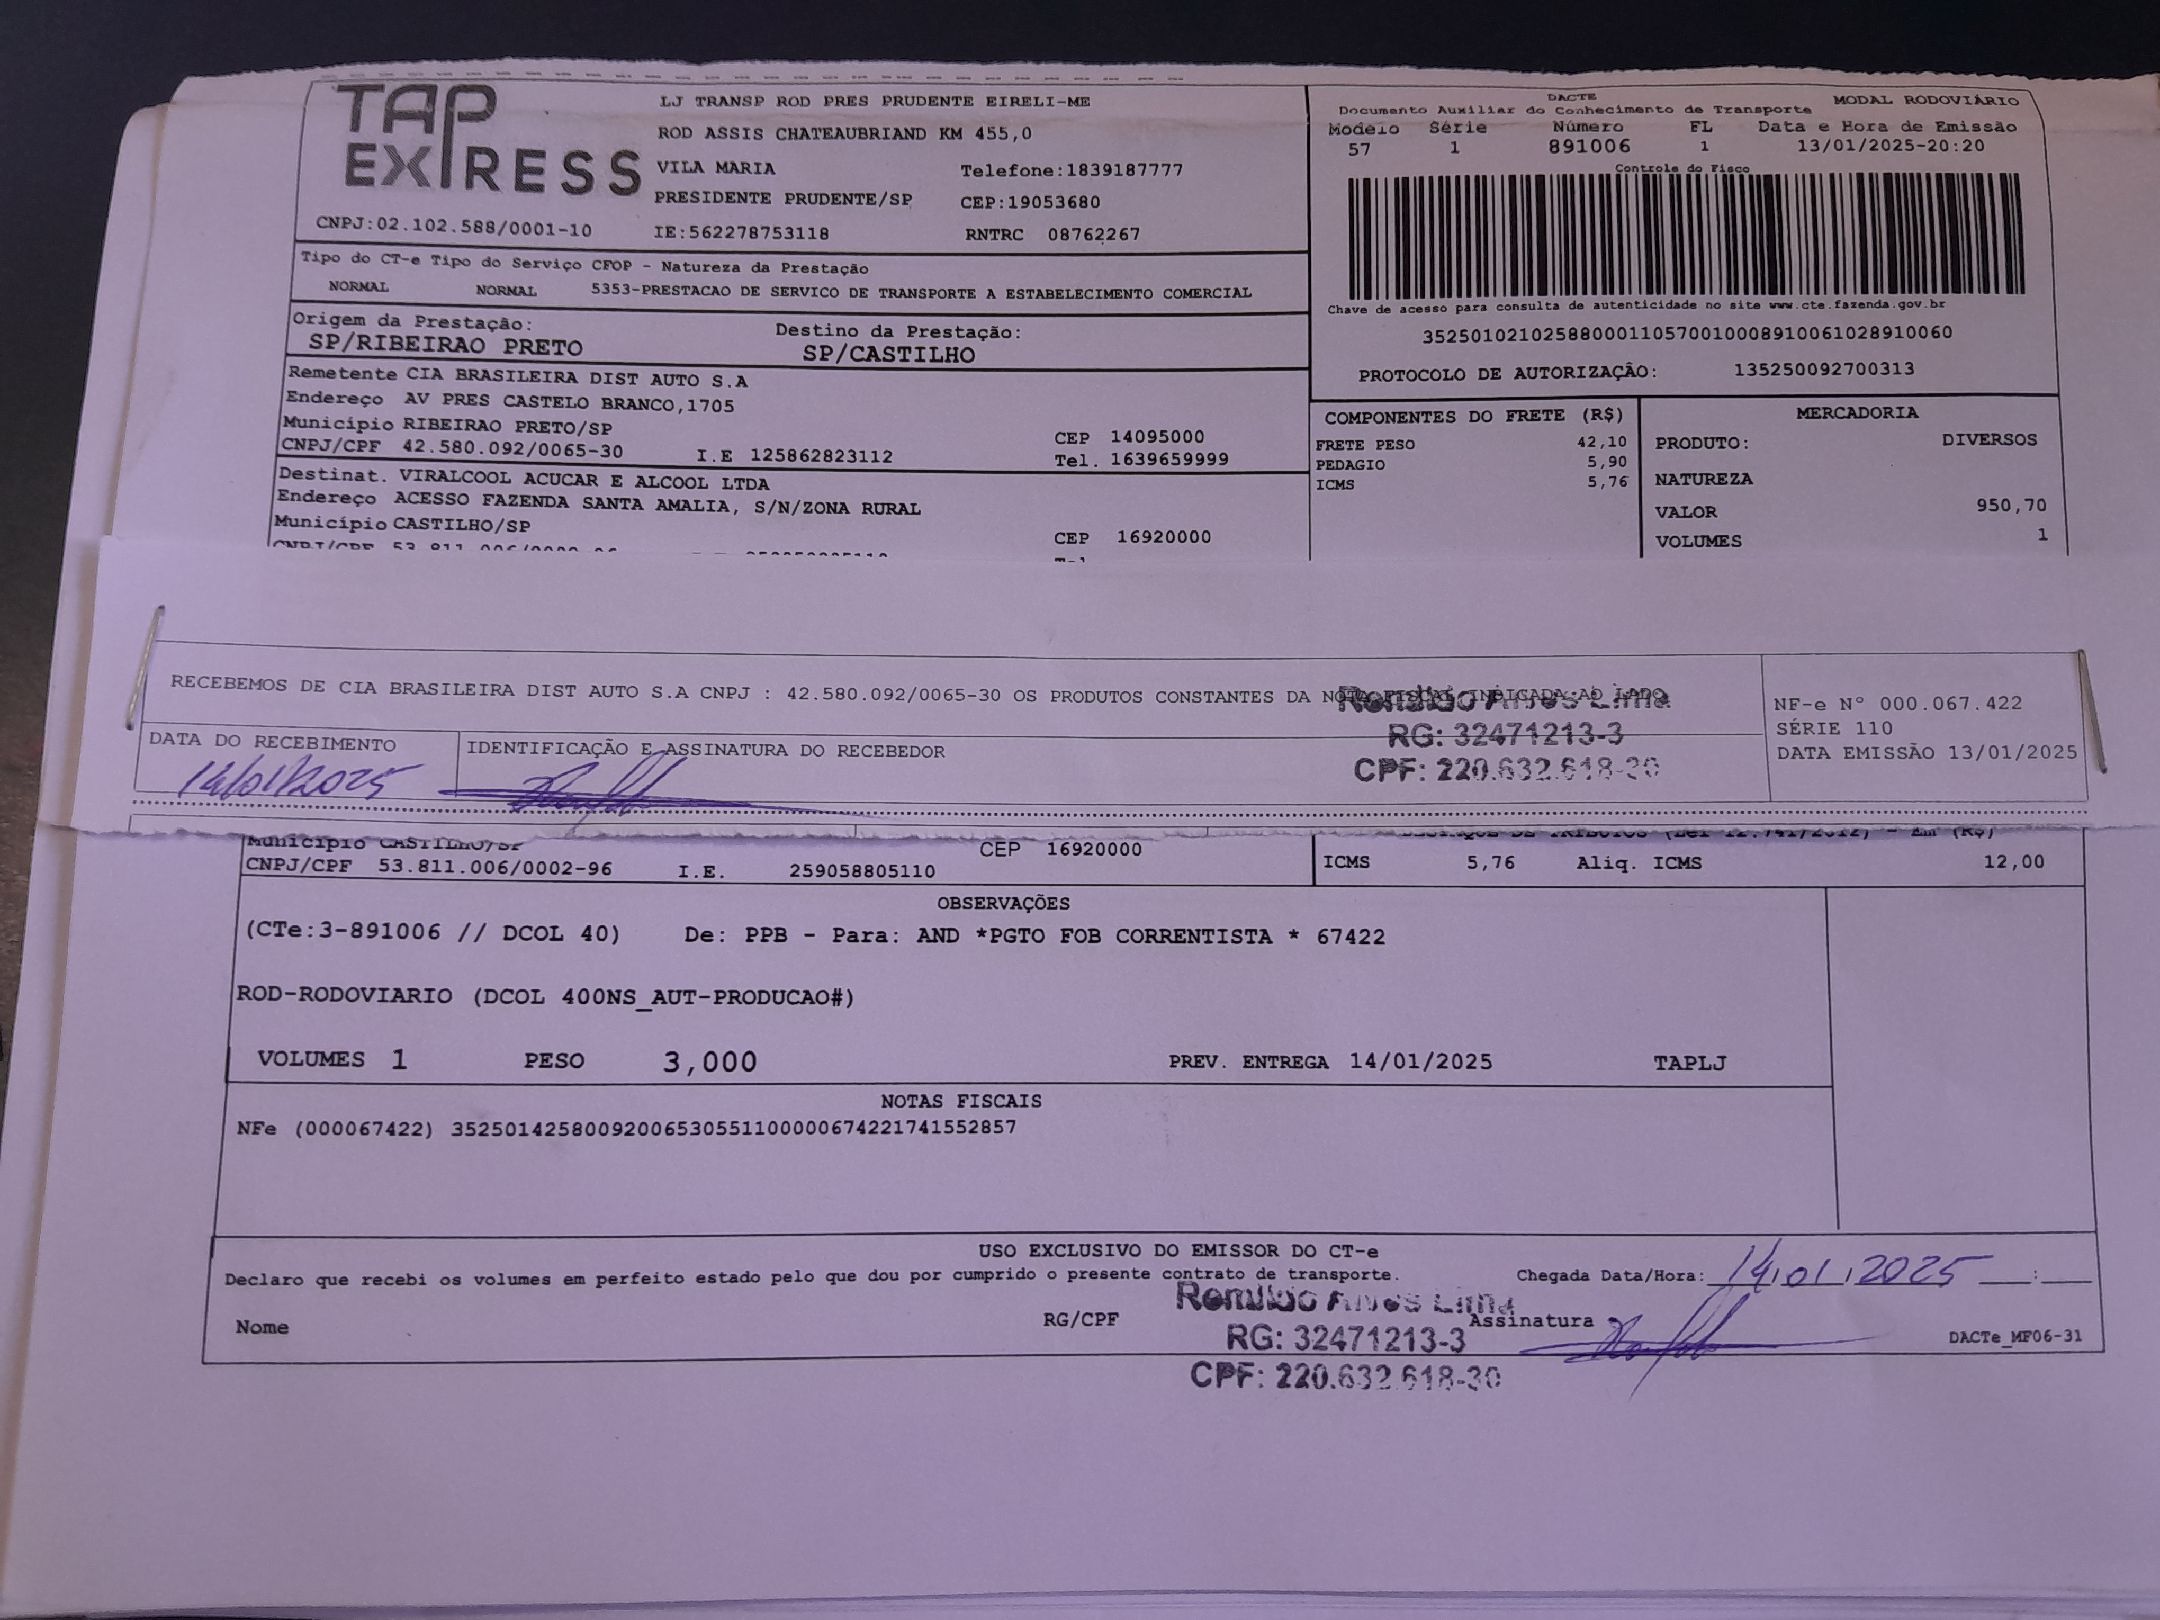 TAP
EXPRESS
LJ TRANSP ROD PRES PRUDENTE EIRELI-ME
ROD ASSIS CHATEAUBRIAND KM 455,0
VILA MARIA Telefone:1839187777
PRESIDENTE PRUDENTE/SP CEP:19053680
CNPJ:02.102.588/0001-10 IE:562278753118 RNTRC 08762267
DACTE
Documento Auxiliar do Conhecimento de Transporte MODAL RODOVIÁRIO
Modelo Série Número FL Data e Hora de Emissão
57 1 891006 1 13/01/2025-20:20
Controle do Fisco
Chave de acesso para consulta de autenticidade no site www.cte.fazenda.gov.br
35250102102588000110570010008910061028910060
PROTOCOLO DE AUTORIZAÇÃO: 135250092700313
Tipo do CT-e Tipo do Serviço CFOP - Natureza da Prestação
NORMAL NORMAL 5353-PRESTACAO DE SERVICO DE TRANSPORTE A ESTABELECIMENTO COMERCIAL
Origem da Prestação: Destino da Prestação:
SP/RIBEIRAO PRETO SP/CASTILHO
Remetente CIA BRASILEIRA DIST AUTO S.A
Endereço AV PRES CASTELO BRANCO,1705
Município RIBEIRAO PRETO/SP CEP 14095000
CNPJ/CPF 42.580.092/0065-30 I.E 125862823112 Tel. 1639659999
Destinat. VIRALCOOL ACUCAR E ALCOOL LTDA
Endereço ACESSO FAZENDA SANTA AMALIA, S/N/ZONA RURAL
Município CASTILHO/SP CEP 16920000
COMPONENTES DO FRETE (R$)
FRETE PESO 42,10
PEDAGIO 5,90
ICMS 5,76
MERCADORIA
PRODUTO: DIVERSOS
NATUREZA
VALOR 950,70
VOLUMES 1
RECEBEMOS DE CIA BRASILEIRA DIST AUTO S.A CNPJ : 42.580.092/0065-30 OS PRODUTOS CONSTANTES DA NOTA FISCAL INDICADA AO LADO
Ronildo Alves Lima
RG: 32471213-3
CPF: 220.632.618-30
NF-e Nº 000.067.422
SÉRIE 110
DATA EMISSÃO 13/01/2025
DATA DO RECEBIMENTO IDENTIFICAÇÃO E ASSINATURA DO RECEBEDOR
14/01/2025
Município CASTILHO/SP CEP 16920000
CNPJ/CPF 53.811.006/0002-96 I.E. 259058805110
ICMS 5,76 Aliq. ICMS 12,00
OBSERVAÇÕES
(CTe:3-891006 // DCOL 40) De: PPB - Para: AND *PGTO FOB CORRENTISTA * 67422
ROD-RODOVIARIO (DCOL 400NS_AUT-PRODUCAO#)
VOLUMES 1 PESO 3,000 PREV. ENTREGA 14/01/2025 TAPLJ
NOTAS FISCAIS
NFe (000067422) 35250142580092006530551100000674221741552857
USO EXCLUSIVO DO EMISSOR DO CT-e
Declaro que recebi os volumes em perfeito estado pelo que dou por cumprido o presente contrato de transporte. Chegada Data/Hora: 14/01/2025 __:__
Nome RG/CPF Assinatura DACTe_MF06-31
Ronildo Alves Lima
RG: 32471213-3
CPF: 220.632.618-30